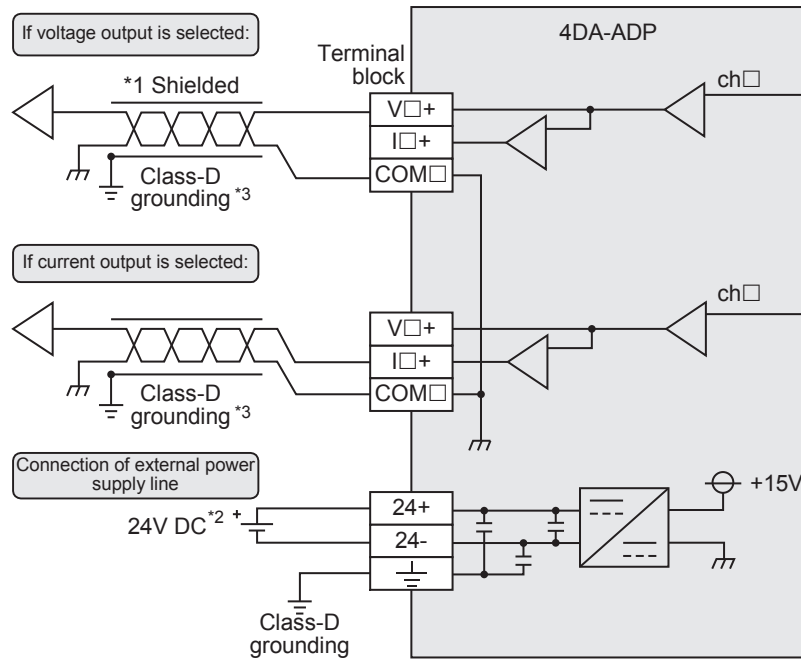 If voltage output is selected:
4DA-ADP
Terminal
block
*1 Shielded
ch□
V□+
I□+
COM□
Class-D
grounding *3
If current output is selected:
ch□
V□+
I□+
COM□
Class-D
grounding *3
Connection of external power
supply line
+15V
24V DC*2 +
24+
24-
Class-D
grounding